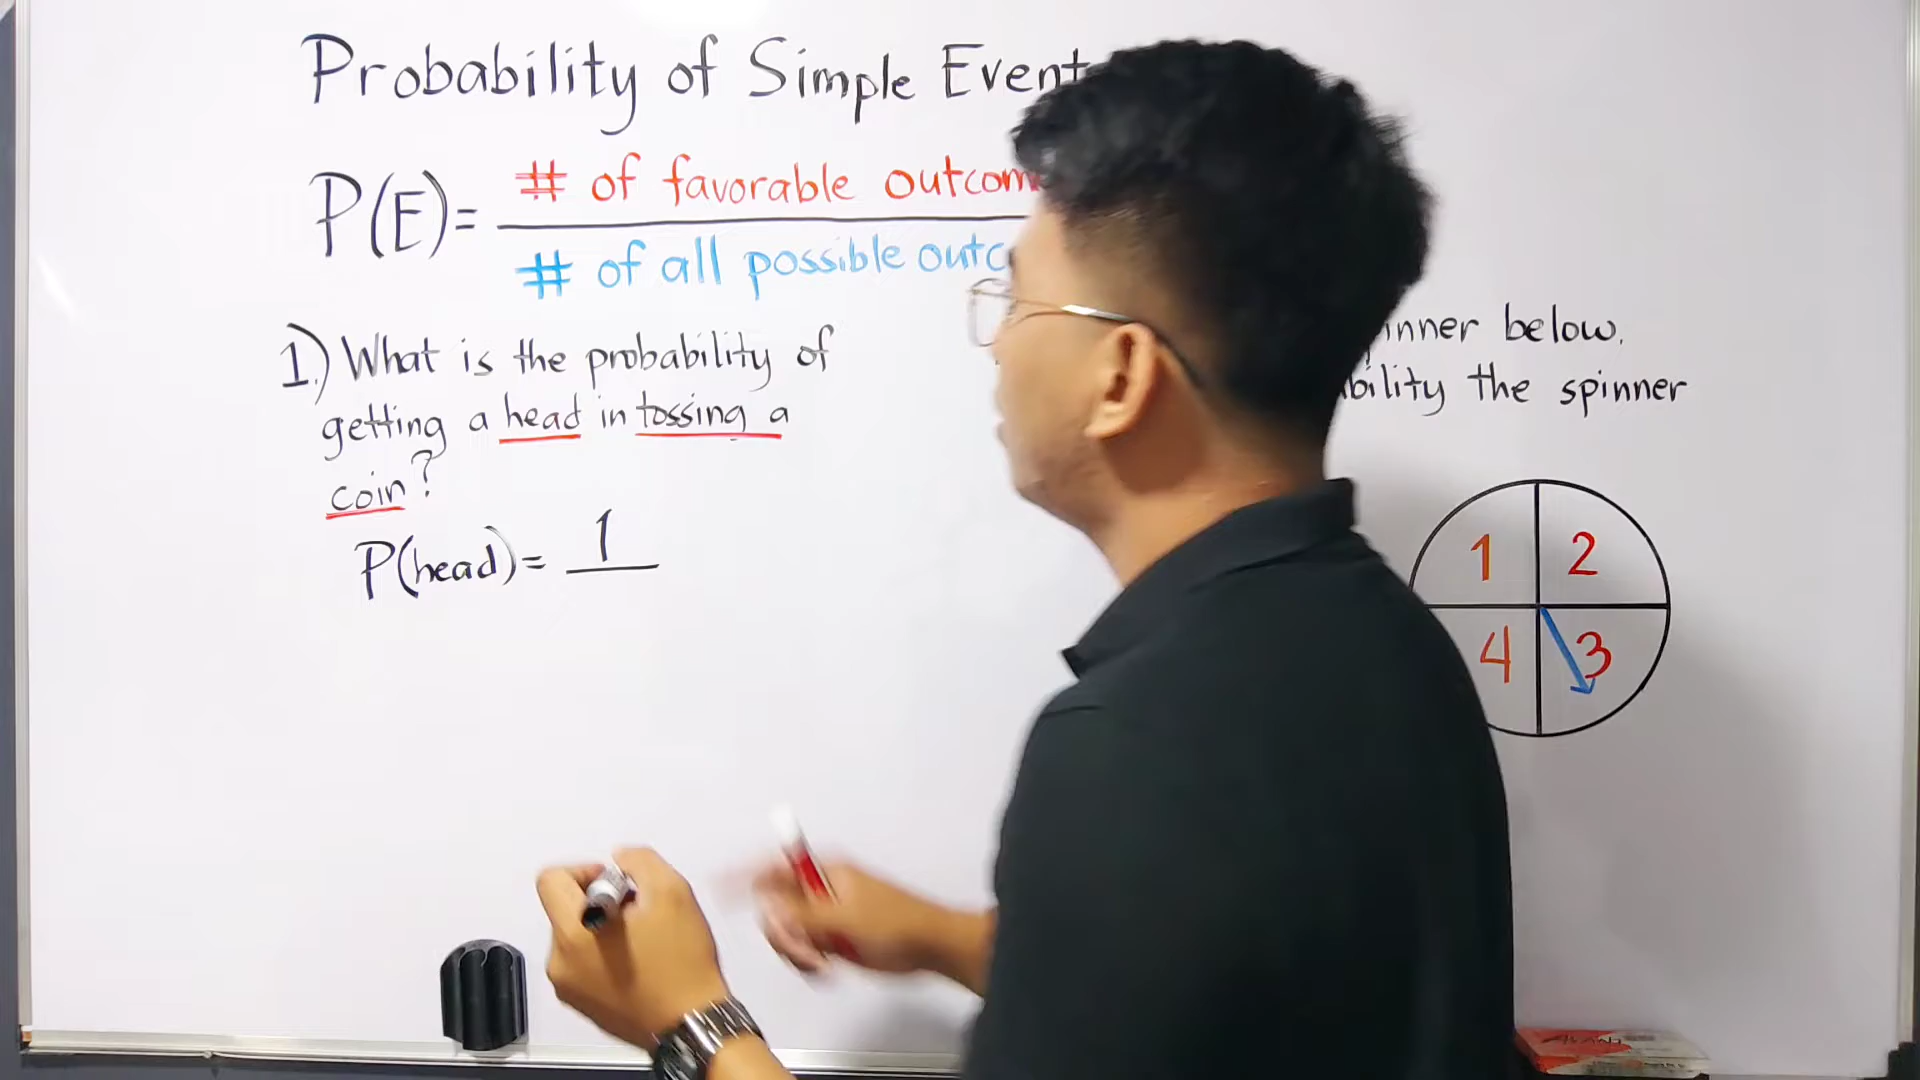 Probability of Simple Event
P(E)= # of favorable outcom
# of all possible outc
1.) What is the probability of
getting a head in tossing a
coin?
P(head)= 1
inner below.
bility the spinner
1 2
4 3